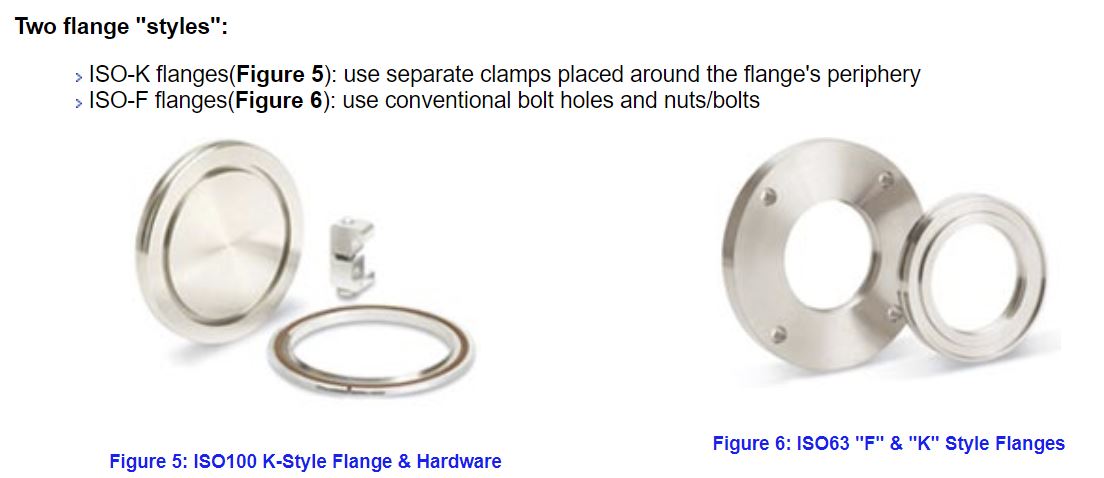 Two flange "styles":
ISO-K flanges(Figure 5): use separate clamps placed around the flange's periphery
ISO-F flanges(Figure 6): use conventional bolt holes and nuts/bolts
Figure 6: ISO63 "F" & "K" Style Flanges
Figure 5: ISO100 K-Style Flange & Hardware